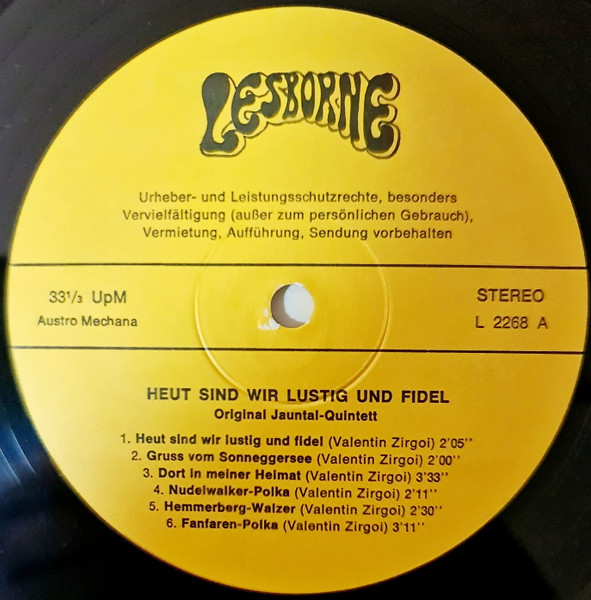 LESBORNE
Urheber- und Leistungsschutzrechte, besonders
Vervielfältigung (außer zum persönlichen Gebrauch),
Vermietung, Aufführung, Sendung vorbehalten
33⅓ UpM
Austro Mechana
STEREO
L 2268 A
HEUT SIND WIR LUSTIG UND FIDEL
Original Jauntal-Quintett
1. Heut sind wir lustig und fidel (Valentin Zirgoi) 2'05''
2. Gruss vom Sonneggersee (Valentin Zirgoi) 2'00''
3. Dort in meiner Heimat (Valentin Zirgoi) 3'33''
4. Nudelwalker-Polka (Valentin Zirgoi) 2'11''
5. Hemmerberg-Walzer (Valentin Zirgoi) 2'30''
6. Fanfaren-Polka (Valentin Zirgoi) 3'11''